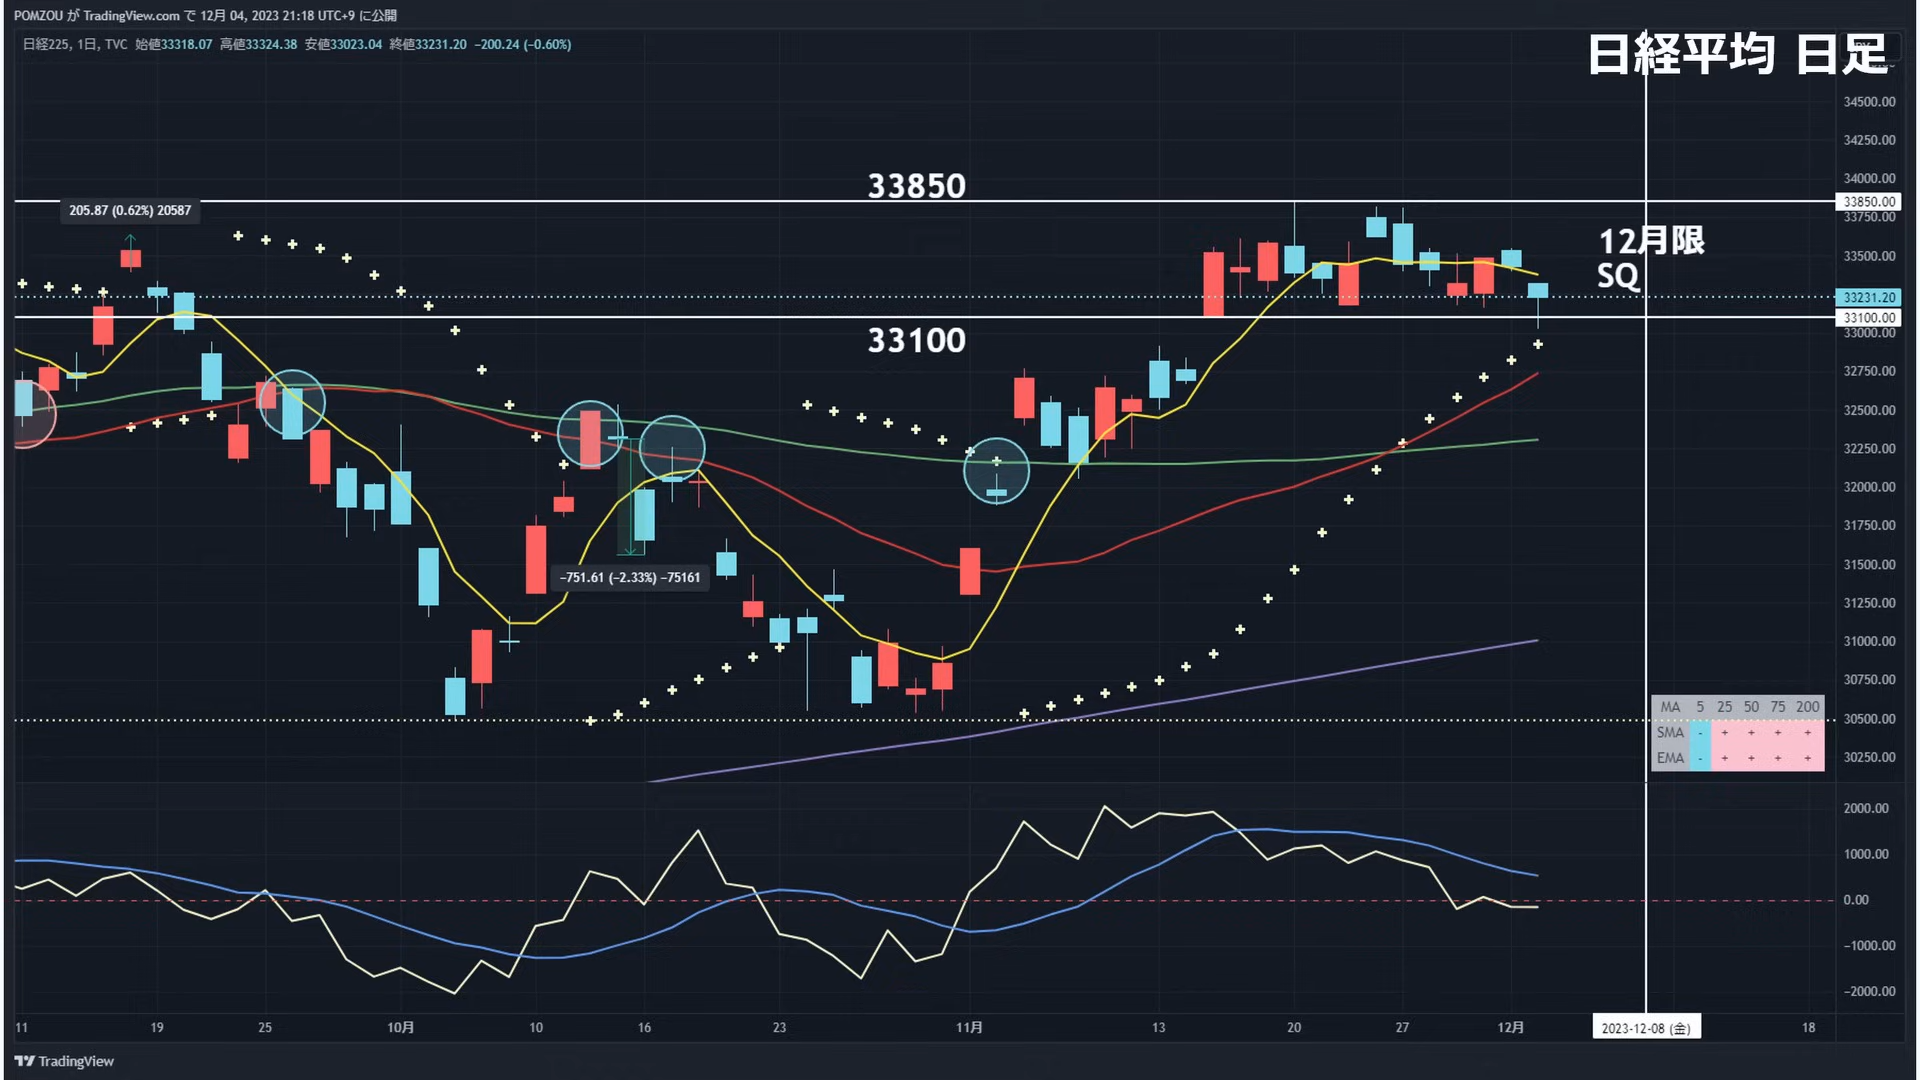 POMZOU が TradingView.com で 12月 04, 2023 21:18 UTC+9 に公開
日経225, 1日, TVC 始値33318.07 高値33324.38 安値33023.04 終値33231.20 −200.24 (−0.60%)
日経平均 日足
34500.00
34250.00
34000.00
33850
33850.00
205.87 (0.62%) 20587
33750.00
12月限
SQ
33500.00
33231.20
33100.00
33100
33000.00
32750.00
32500.00
32250.00
32000.00
31750.00
−751.61 (−2.33%) −75161
31500.00
31250.00
31000.00
30750.00
30500.00
30250.00
MA 5 25 50 75 200
SMA - + + + +
EMA - + + + +
2000.00
1000.00
0.00
−1000.00
−2000.00
11 19 25 10月 10 16 23 11月 13 20 27 12月 2023-12-08 (金) 18
TradingView